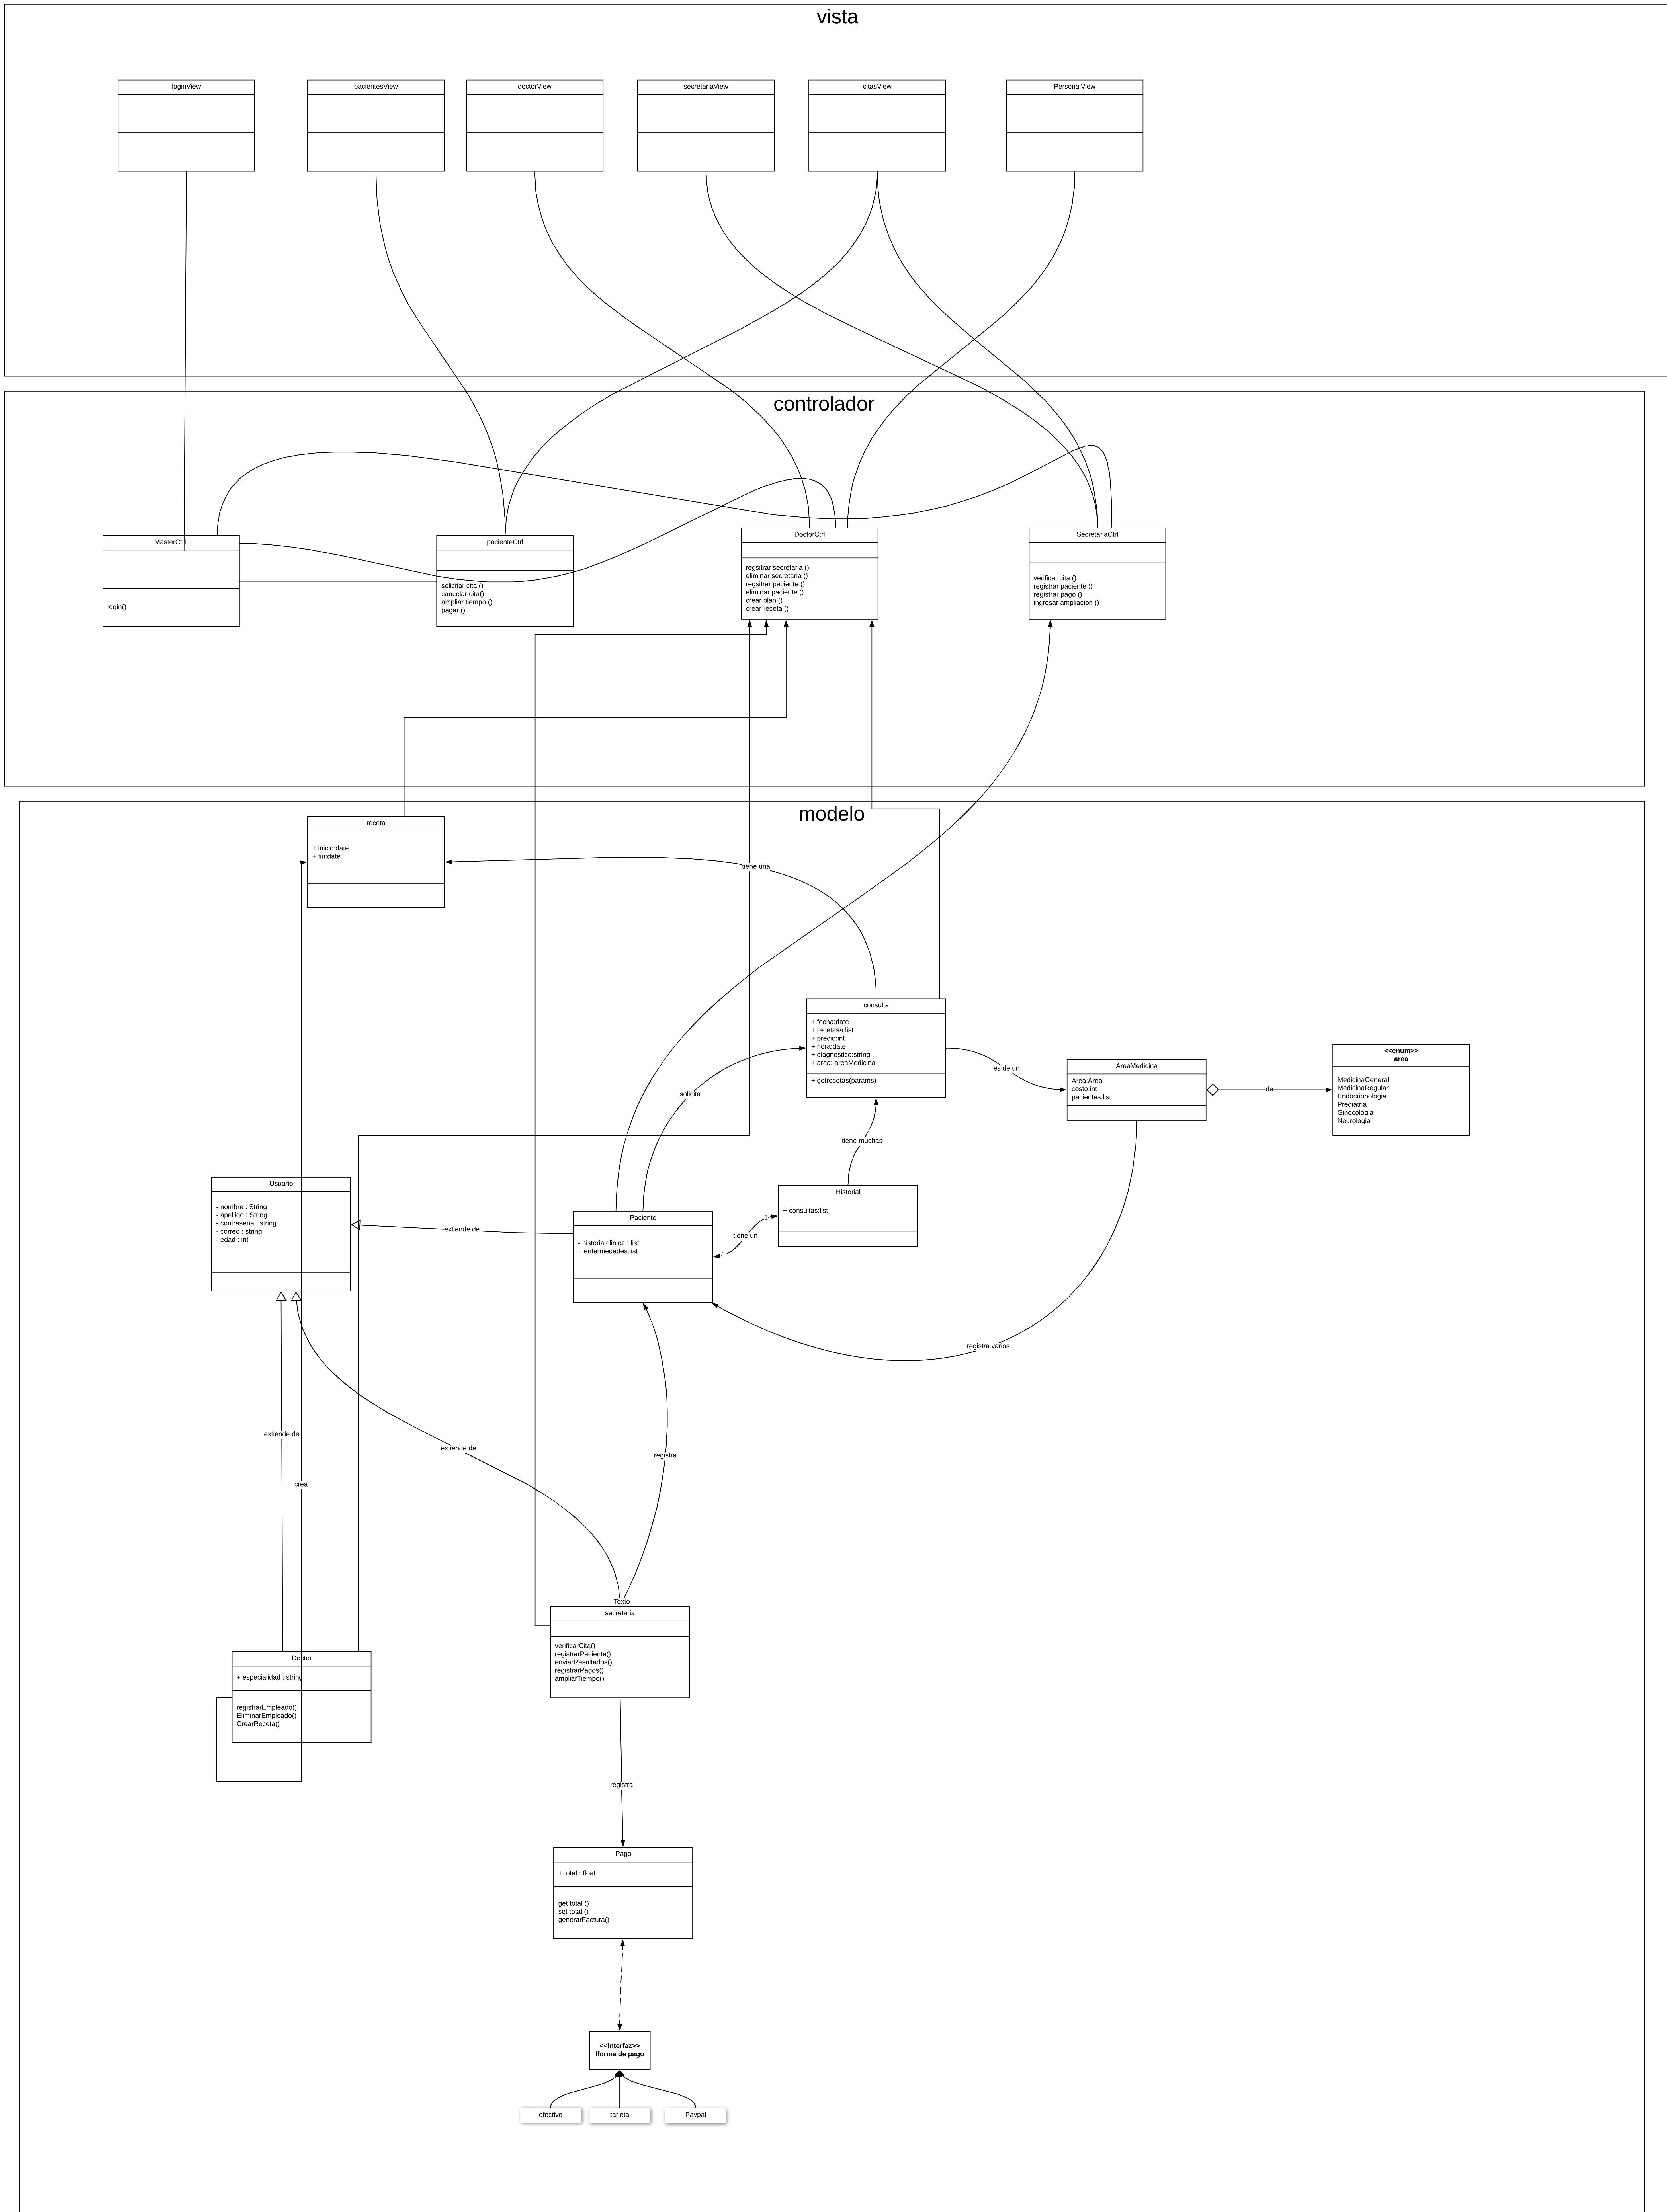 vista
loginView
pacientesView
doctorView
secretariaView
citasView
PersonalView
controlador
MasterCtrL
login()
pacienteCtrl
solicitar cita ()
cancelar cita()
ampliar tiempo ()
pagar ()
DoctorCtrl
regsitrar secretaria ()
eliminar secretaria ()
regsitrar paciente ()
eliminar paciente ()
crear plan ()
crear receta ()
SecretariaCtrl
verificar cita ()
registrar paciente ()
registrar pago ()
ingresar ampliacion ()
modelo
receta
+ inicio:date
+ fin:date
tiene una
consulta
+ fecha:date
+ recetasa:list
+ precio:int
+ hora:date
+ diagnostico:string
+ area: areaMedicina
+ getrecetas(params)
es de un
AreaMedicina
Area:Area
costo:int
pacientes:list
de
<<enum>>
area
MedicinaGeneral
MedicinaRegular
Endocrionologia
Prediatria
Ginecologia
Neurologia
solicita
tiene muchas
Usuario
- nombre : String
- apellido : String
- contraseña : string
- correo : string
- edad : int
extiende de
Paciente
- historia clinica : list
+ enfermedades:list
1
tiene un
1
Historial
+ consultas:list
registra varios
extiende de
extiende de
registra
crea
Texto
secretaria
verificarCita()
registrarPaciente()
enviarResultados()
registrarPagos()
ampliarTiempo()
Doctor
+ especialidad : string
registrarEmpleado()
EliminarEmpleado()
CrearReceta()
registra
Pago
+ total : float
get total ()
set total ()
generarFactura()
<<Interfaz>>
Iforma de pago
efectivo
tarjeta
Paypal